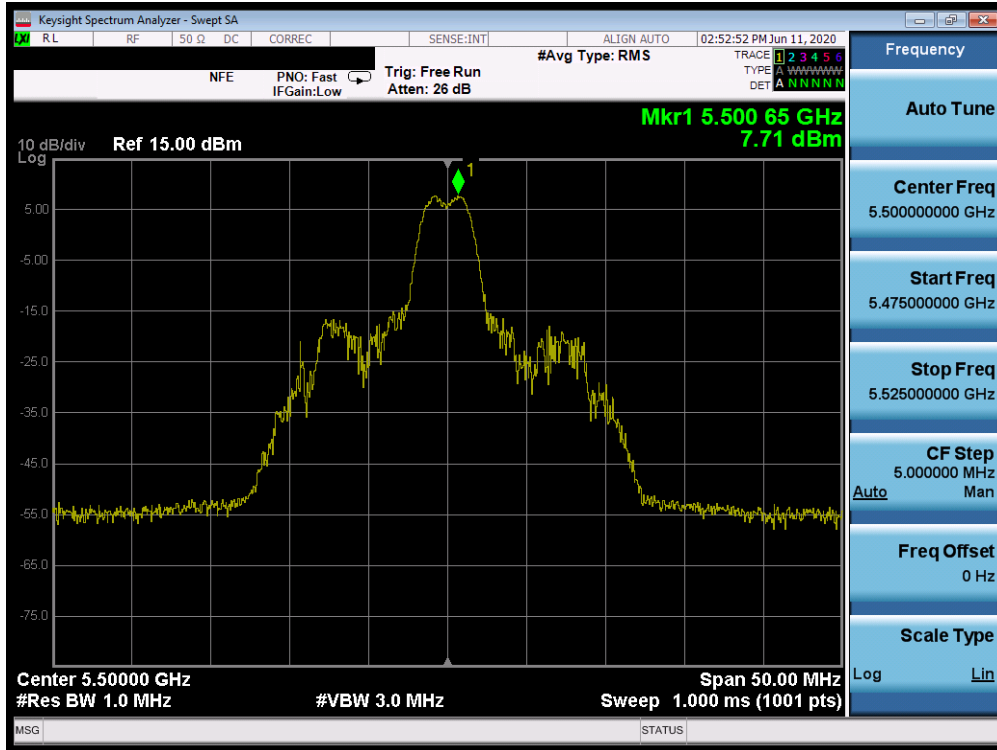 Keysight Spectrum Analyzer - Swept SA
LXI RL RF 50 Ω DC CORREC SENSE:INT ALIGN AUTO 02:52:52 PM Jun 11, 2020
#Avg Type: RMS
TRACE 1 2 3 4 5 6
TYPE A WWWWW
DET A N N N N N
NFE PNO: Fast Trig: Free Run
IFGain:Low Atten: 26 dB
Mkr1 5.500 65 GHz
7.71 dBm
10 dB/div Ref 15.00 dBm
Log
1
5.00
-5.00
-15.0
-25.0
-35.0
-45.0
-55.0
-65.0
-75.0
Center 5.50000 GHz Span 50.00 MHz
#Res BW 1.0 MHz #VBW 3.0 MHz Sweep 1.000 ms (1001 pts)
MSG STATUS
Frequency
Auto Tune
Center Freq
5.500000000 GHz
Start Freq
5.475000000 GHz
Stop Freq
5.525000000 GHz
CF Step
5.000000 MHz
Auto Man
Freq Offset
0 Hz
Scale Type
Log Lin